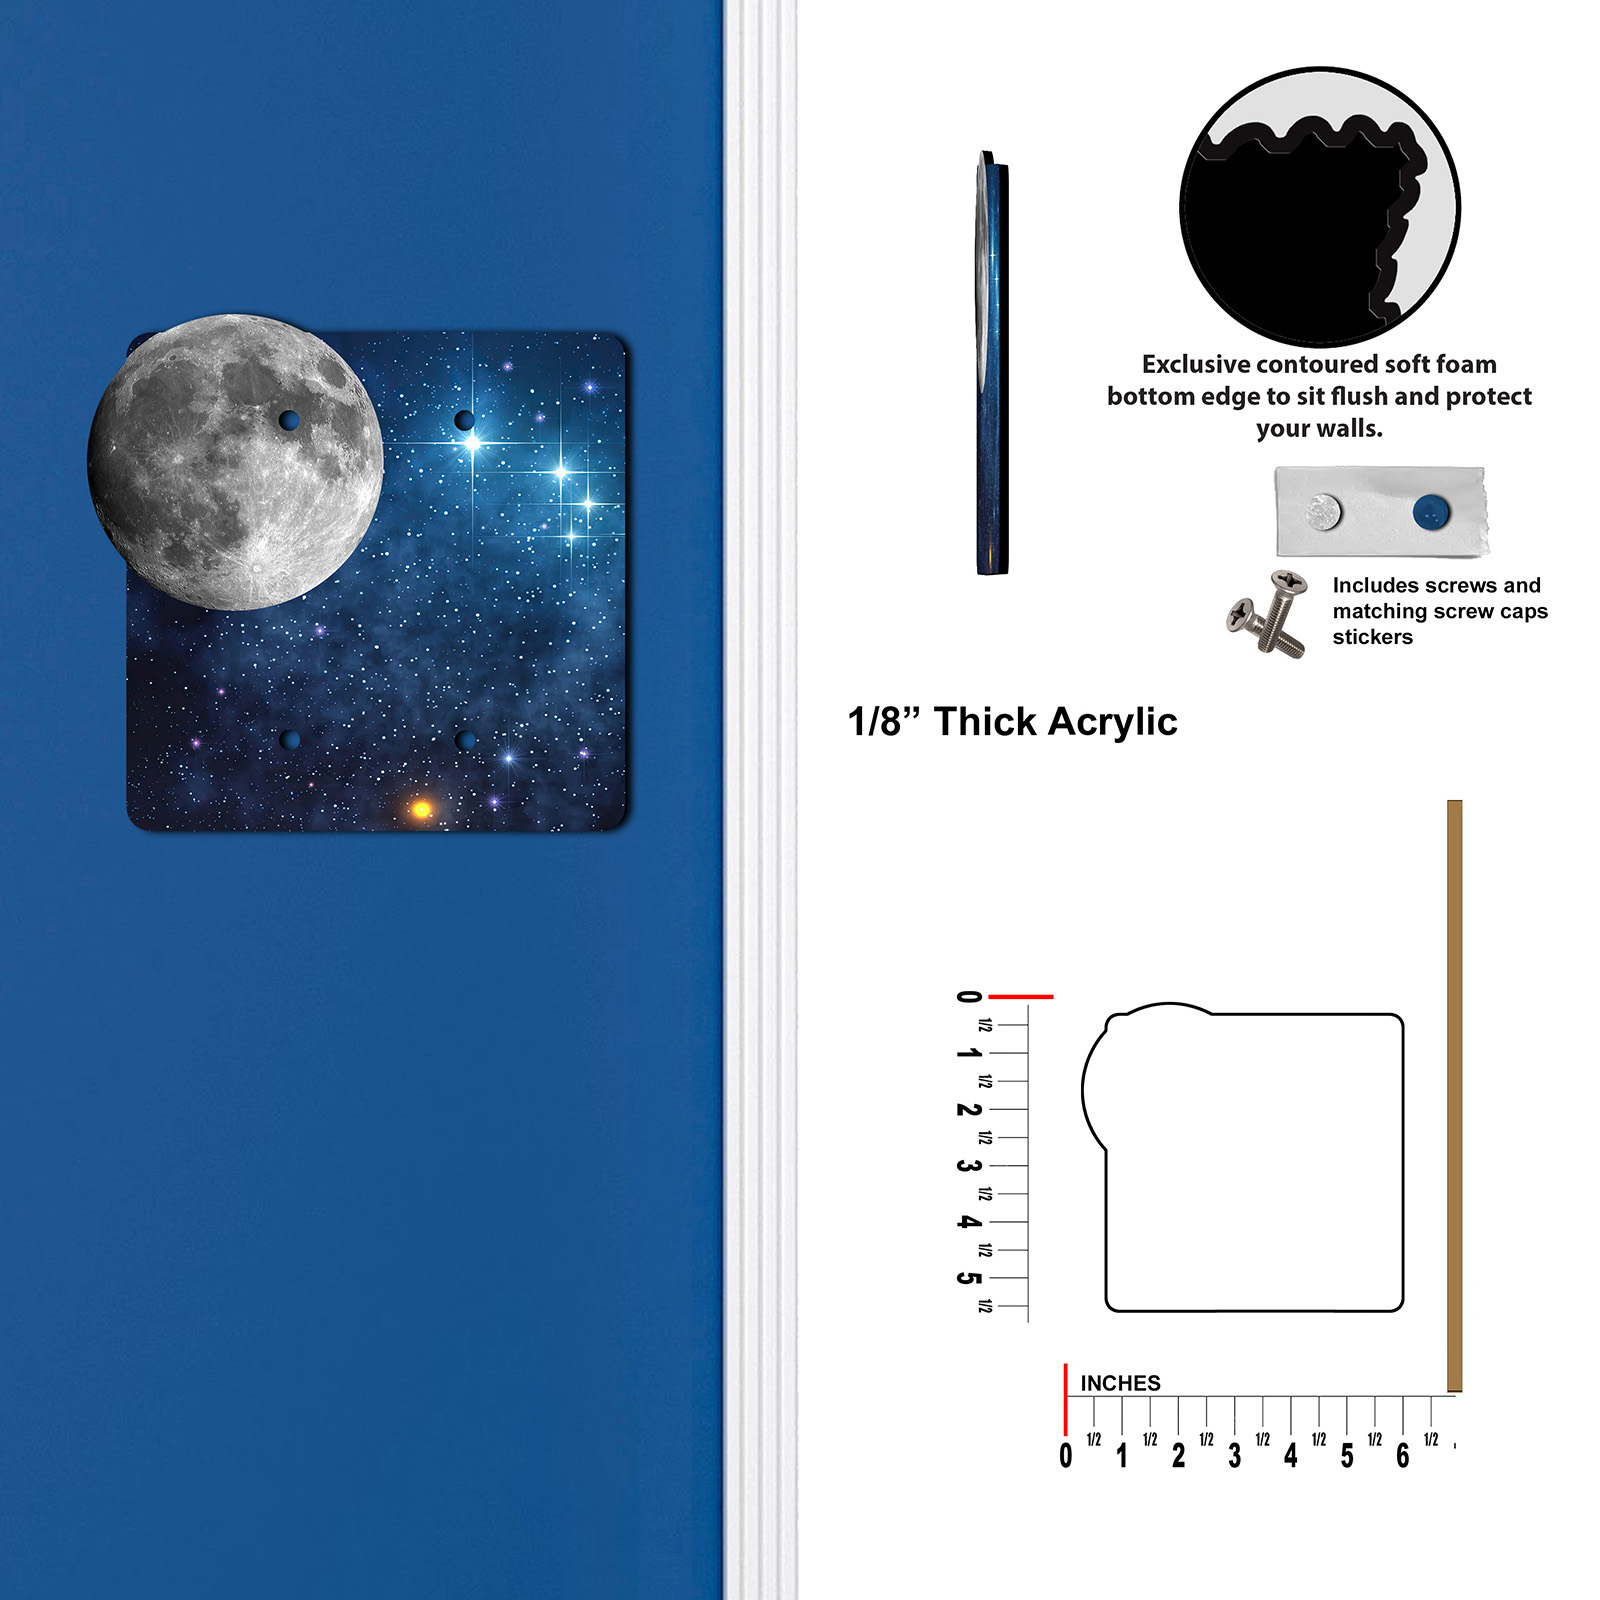 Exclusive contoured soft foam
bottom edge to sit flush and protect
your walls.
Includes screws and
matching screw caps
stickers
1/8” Thick Acrylic
0
1/2
1
1/2
2
1/2
3
1/2
4
1/2
5
1/2
INCHES
0 1/2 1 1/2 2 1/2 3 1/2 4 1/2 5 1/2 6 1/2